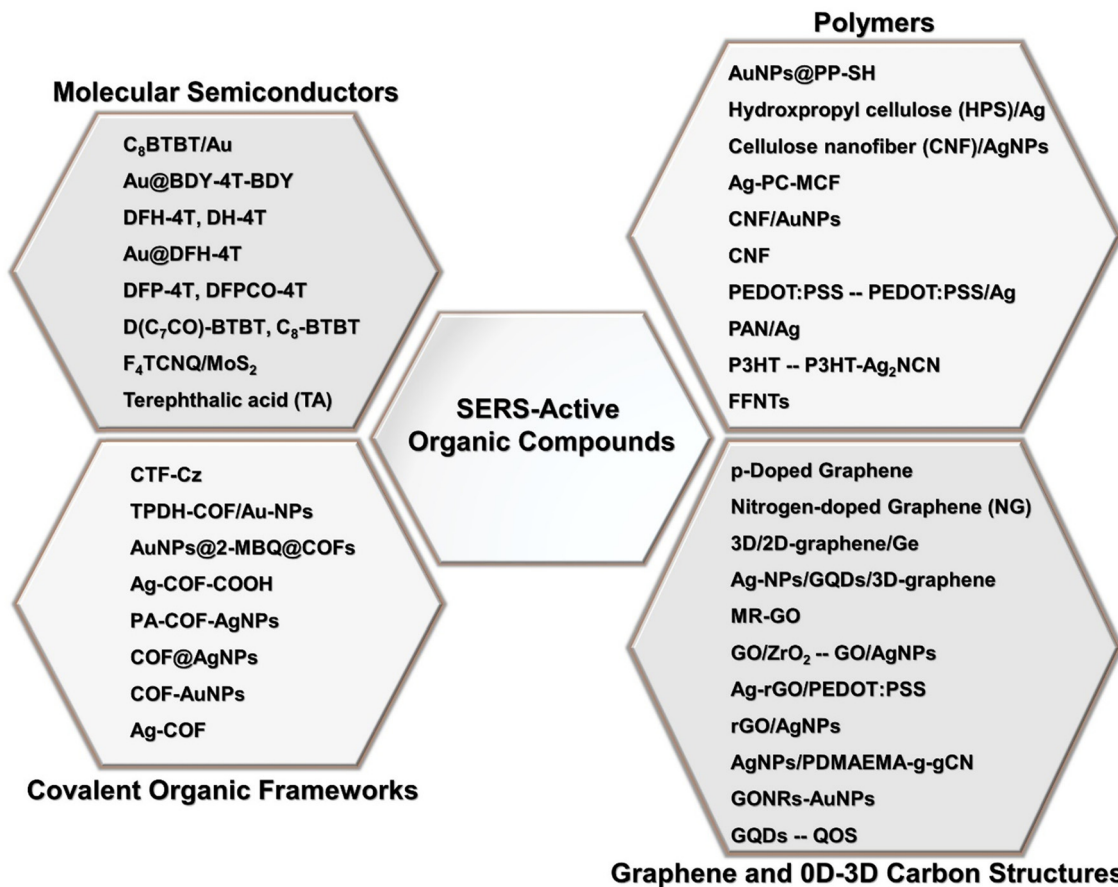 Molecular Semiconductors
C₈BTBT/Au
Au@BDY-4T-BDY
DFH-4T, DH-4T
Au@DFH-4T
DFP-4T, DFPCO-4T
D(C₇CO)-BTBT, C₈-BTBT
F₄TCNQ/MoS₂
Terephthalic acid (TA)
Polymers
AuNPs@PP-SH
Hydroxpropyl cellulose (HPS)/Ag
Cellulose nanofiber (CNF)/AgNPs
Ag-PC-MCF
CNF/AuNPs
CNF
PEDOT:PSS -- PEDOT:PSS/Ag
PAN/Ag
P3HT -- P3HT-Ag₂NCN
FFNTs
SERS-Active
Organic Compounds
CTF-Cz
TPDH-COF/Au-NPs
AuNPs@2-MBQ@COFs
Ag-COF-COOH
PA-COF-AgNPs
COF@AgNPs
COF-AuNPs
Ag-COF
Covalent Organic Frameworks
p-Doped Graphene
Nitrogen-doped Graphene (NG)
3D/2D-graphene/Ge
Ag-NPs/GQDs/3D-graphene
MR-GO
GO/ZrO₂ -- GO/AgNPs
Ag-rGO/PEDOT:PSS
rGO/AgNPs
AgNPs/PDMAEMA-g-gCN
GONRs-AuNPs
GQDs -- QOS
Graphene and 0D-3D Carbon Structures